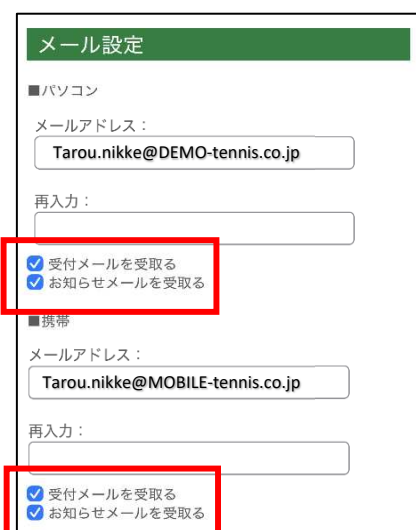 メール設定
■パソコン
メールアドレス：
Tarou.nikke@DEMO-tennis.co.jp
再入力：
受付メールを受取る
お知らせメールを受取る
■携帯
メールアドレス：
Tarou.nikke@MOBILE-tennis.co.jp
再入力：
受付メールを受取る
お知らせメールを受取る